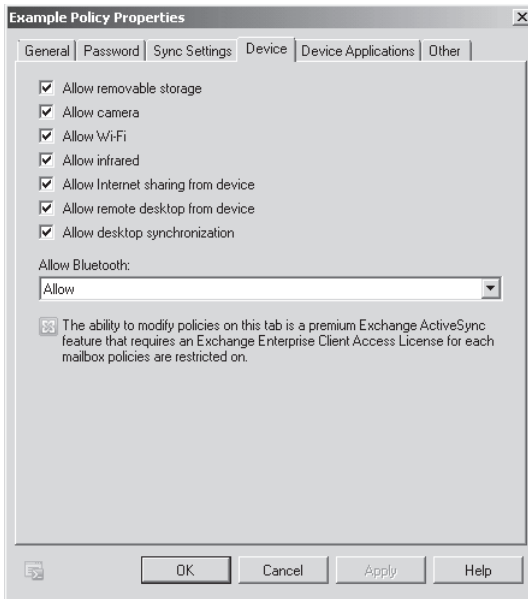 Example Policy Properties
General Password Sync Settings Device Device Applications Other
Allow removable storage
Allow camera
Allow Wi-Fi
Allow infrared
Allow Internet sharing from device
Allow remote desktop from device
Allow desktop synchronization
Allow Bluetooth:
Allow
The ability to modify policies on this tab is a premium Exchange ActiveSync
feature that requires an Exchange Enterprise Client Access License for each
mailbox policies are restricted on.
OK Cancel Apply Help